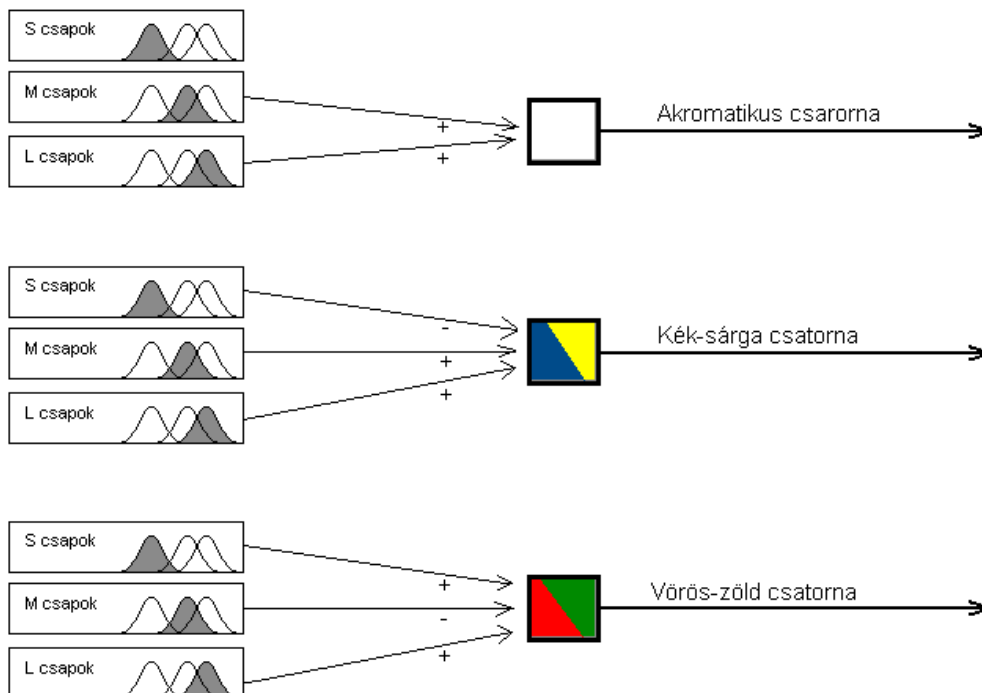 S csapok
M csapok
+
Akromatikus csarorna
L csapok
+
S csapok
-
Kék-sárga csatorna
M csapok
+
+
L csapok
S csapok
+
Vörös-zöld csatorna
M csapok
-
+
L csapok